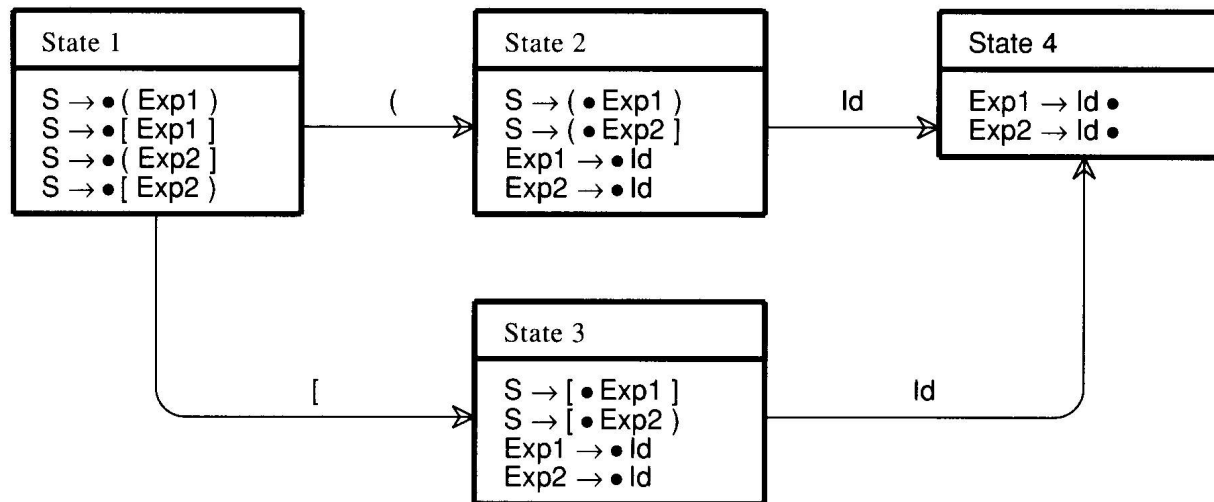 State 1
S → • ( Exp1 )
S → • [ Exp1 ]
S → • ( Exp2 ]
S → • [ Exp2 )
(
State 2
S → ( • Exp1 )
S → ( • Exp2 ]
Exp1 → • Id
Exp2 → • Id
Id
State 4
Exp1 → Id •
Exp2 → Id •
[
State 3
S → [ • Exp1 ]
S → [ • Exp2 )
Exp1 → • Id
Exp2 → • Id
Id